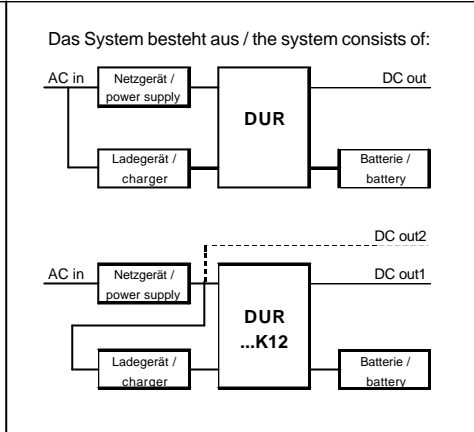 Das System besteht aus / the system consists of:
AC in
Netzgerät /
power supply
DUR
DC out
Ladegerät /
charger
Batterie /
battery
DC out2
AC in
Netzgerät /
power supply
DUR
...K12
DC out1
Ladegerät /
charger
Batterie /
battery